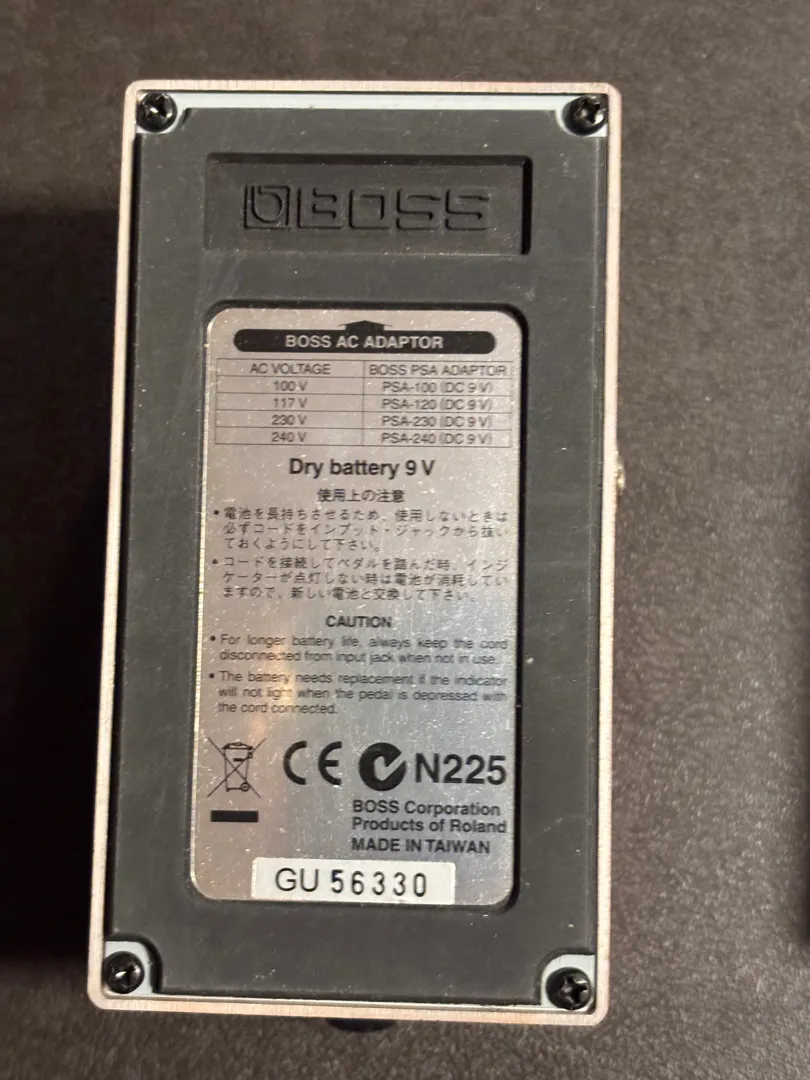 BOSS
BOSS AC ADAPTOR
AC VOLTAGE BOSS PSA ADAPTOR
100 V PSA-100 (DC 9 V)
117 V PSA-120 (DC 9 V)
230 V PSA-230 (DC 9 V)
240 V PSA-240 (DC 9 V)
Dry battery 9 V
使用上の注意
• 電池を長持ちさせるため、使用しないときは
必ずコードをインプット・ジャックから抜い
ておくようにして下さい。
• コードを接続してペダルを踏んだ時、インジ
ケーターが点灯しない時は電池が消耗してい
ますので、新しい電池と交換して下さい。
CAUTION
• For longer battery life, always keep the cord
disconnected from input jack when not in use.
• The battery needs replacement if the indicator
will not light when the pedal is depressed with
the cord connected.
CE N225
BOSS Corporation
Products of Roland
MADE IN TAIWAN
GU 56330